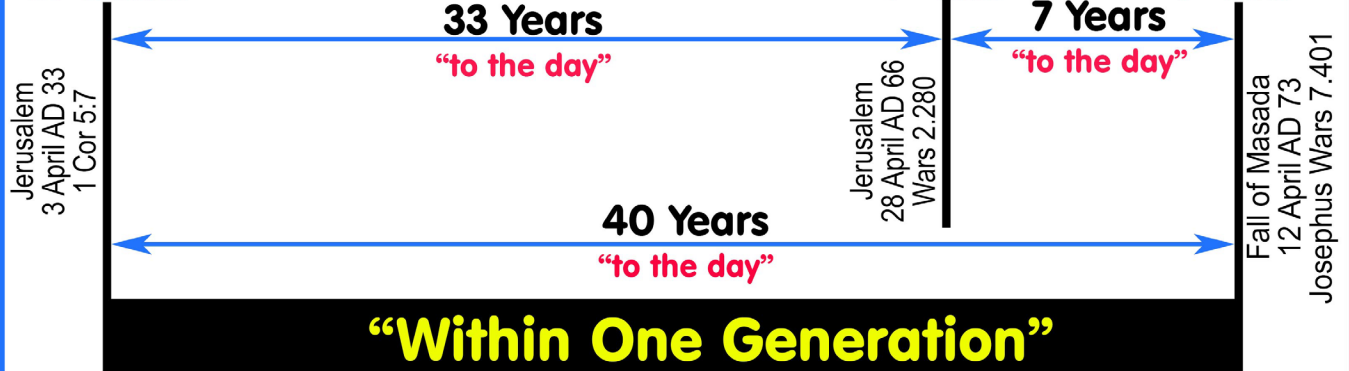 33 Years
“to the day”
7 Years
“to the day”
Jerusalem
3 April AD 33
1 Cor 5:7
Jerusalem
28 April AD 66
Wars 2.280
Fall of Masada
12 April AD 73
Josephus Wars 7.401
40 Years
“to the day”
“Within One Generation”